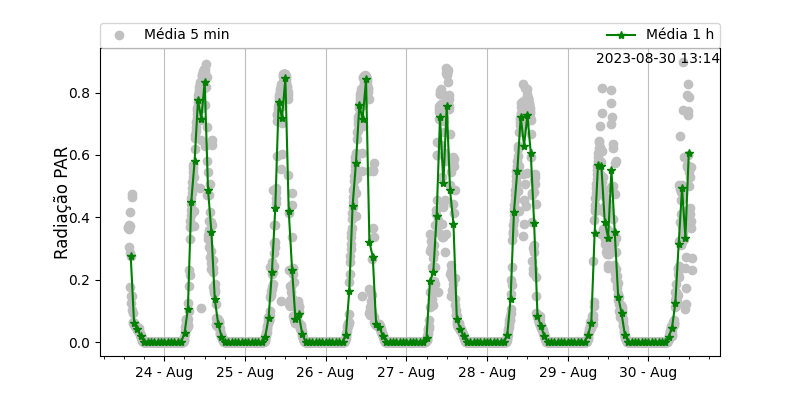 Média 5 min
Média 1 h
2023-08-30 13:14
Radiação PAR
0.8
0.6
0.4
0.2
0.0
24 - Aug
25 - Aug
26 - Aug
27 - Aug
28 - Aug
29 - Aug
30 - Aug